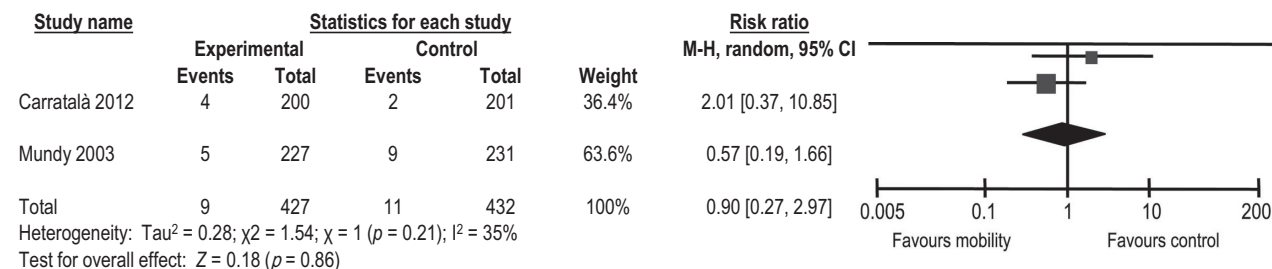 Study name Statistics for each study Risk ratio
Experimental Control M-H, random, 95% CI
Events Total Events Total Weight
Carratalà 2012 4 200 2 201 36.4% 2.01 [0.37, 10.85]
Mundy 2003 5 227 9 231 63.6% 0.57 [0.19, 1.66]
Total 9 427 11 432 100% 0.90 [0.27, 2.97]
0.005 0.1 1 10 200
Heterogeneity: Tau² = 0.28; χ2 = 1.54; χ = 1 (p = 0.21); I² = 35%
Favours mobility Favours control
Test for overall effect: Z = 0.18 (p = 0.86)